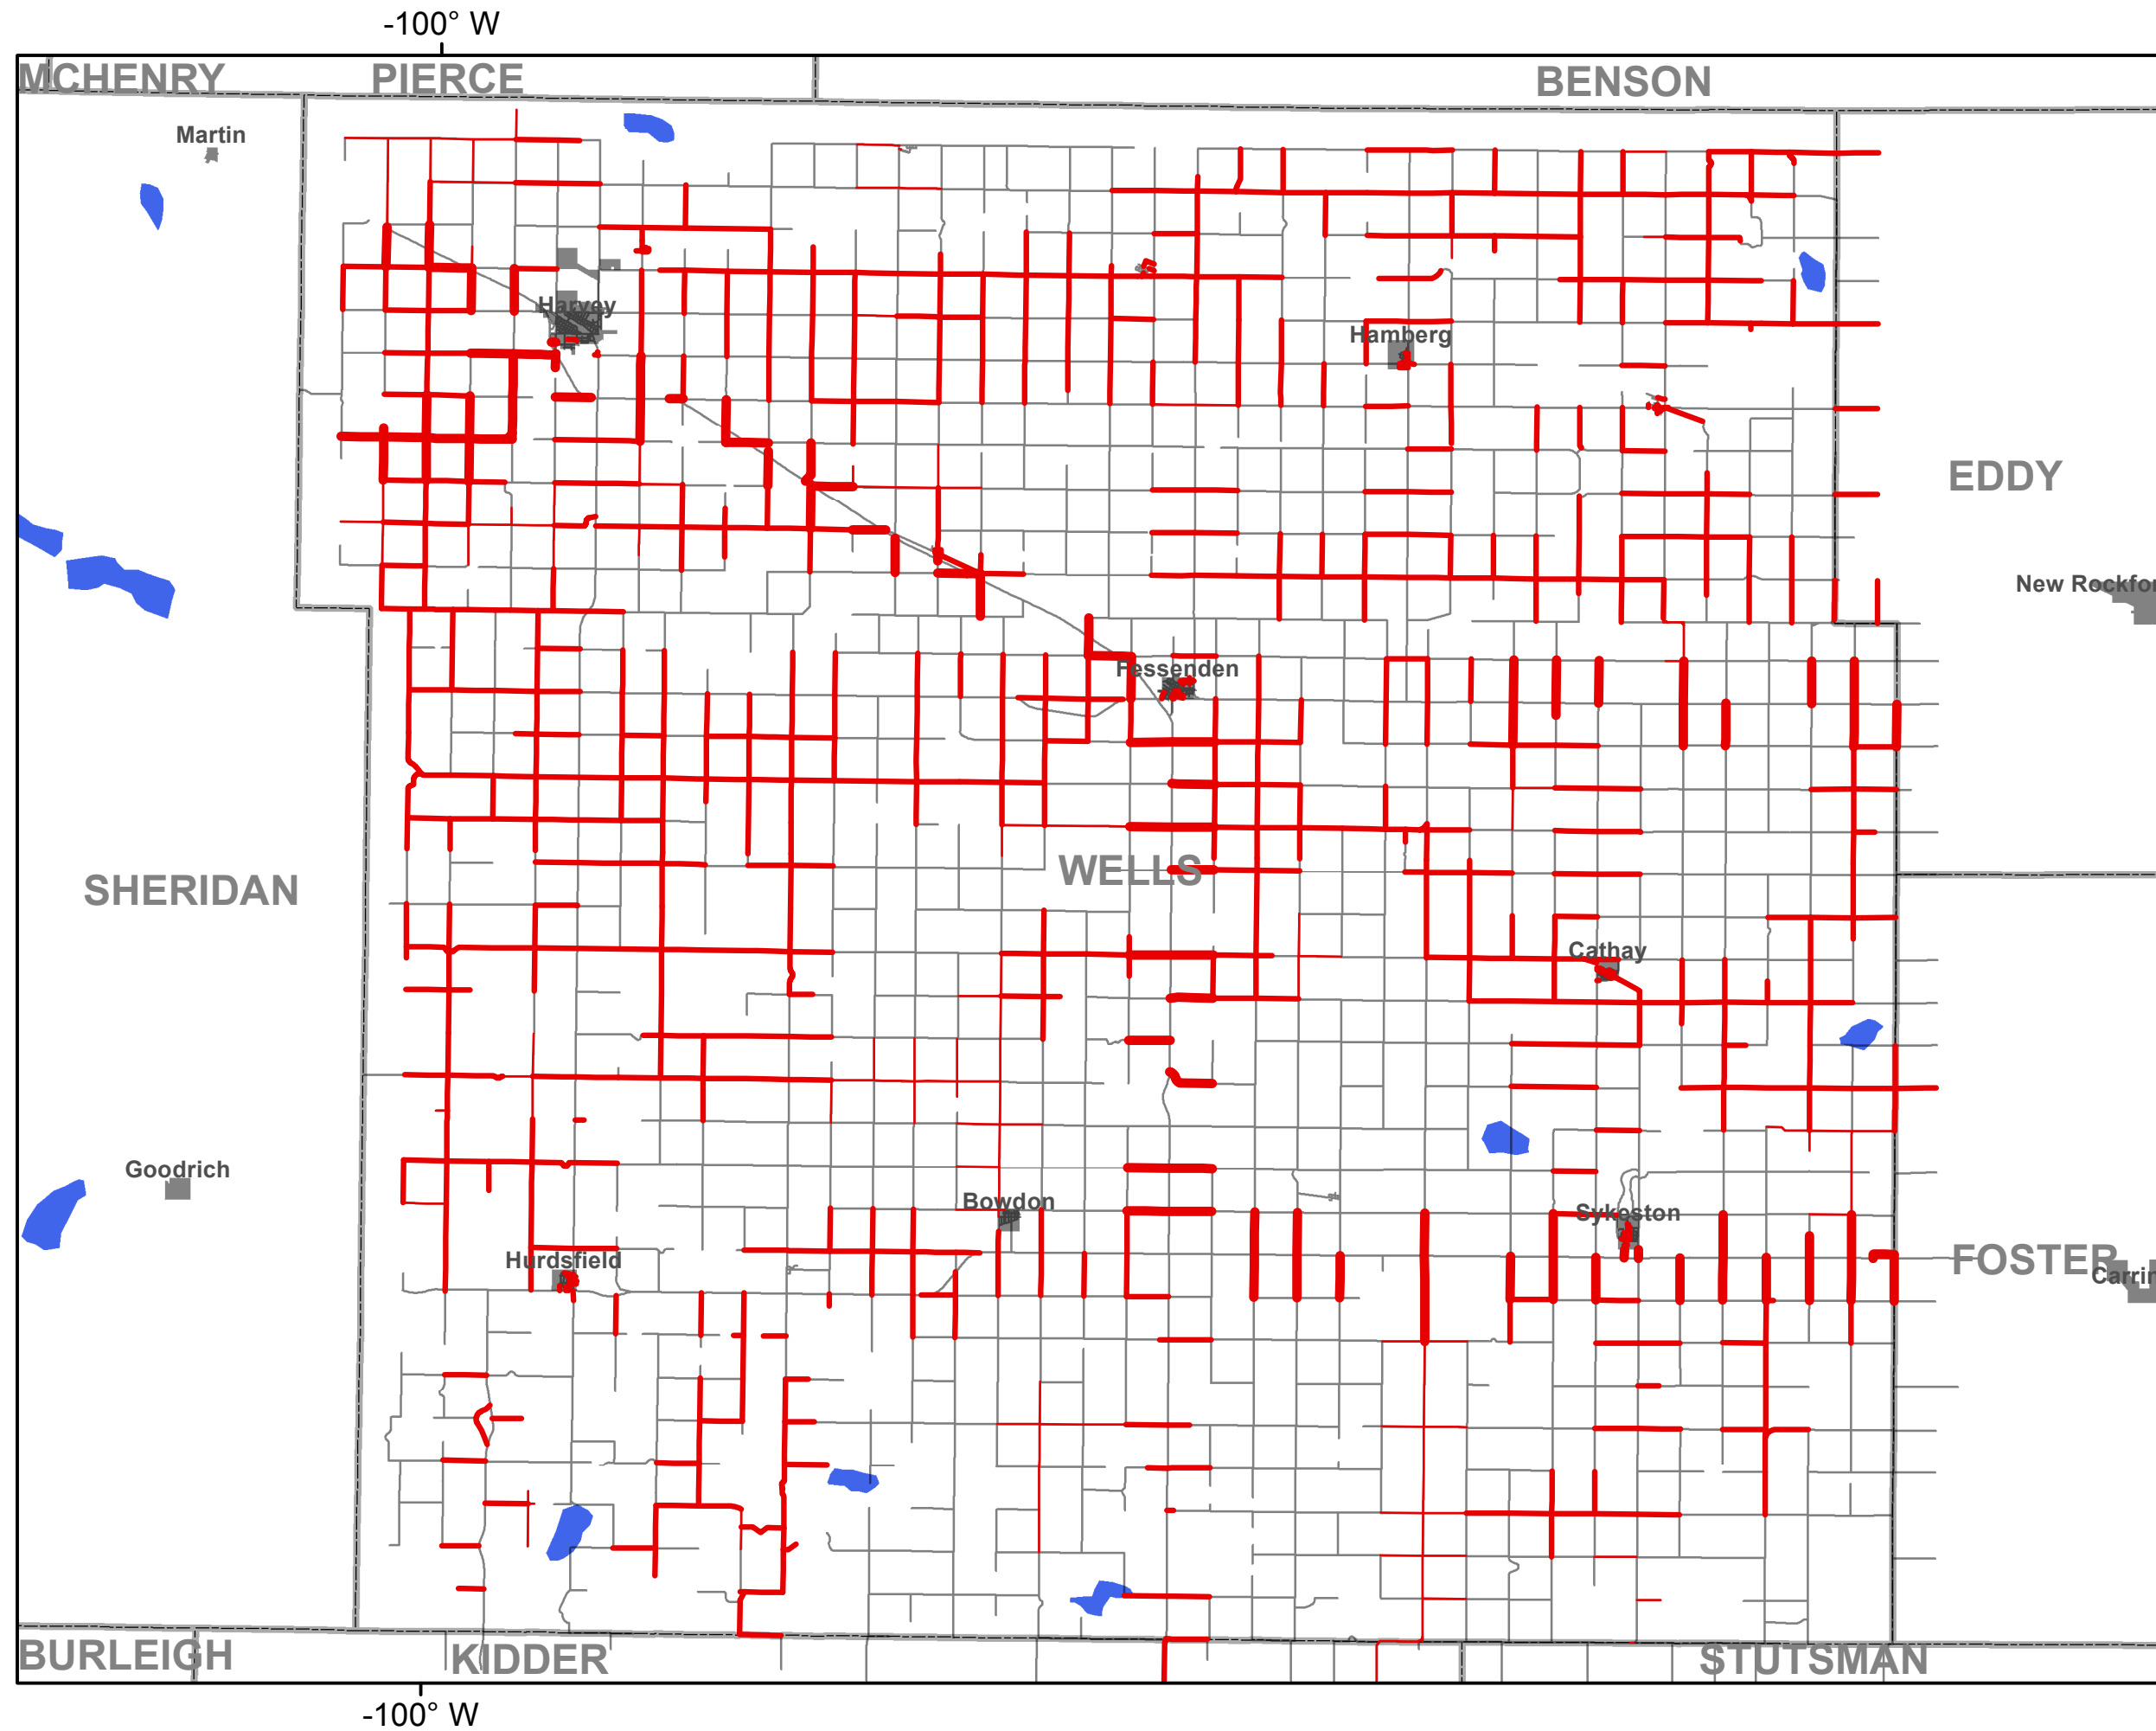 -100° W
MCHENRY
PIERCE
BENSON
Martin
Harvey
Hamberg
EDDY
New Rockfor
Fessenden
WELLS
SHERIDAN
Cathay
Goodrich
Bowdon
Sykeston
Hurdsfield
FOSTER
Carrin
BURLEIGH
KIDDER
STUTSMAN
-100° W